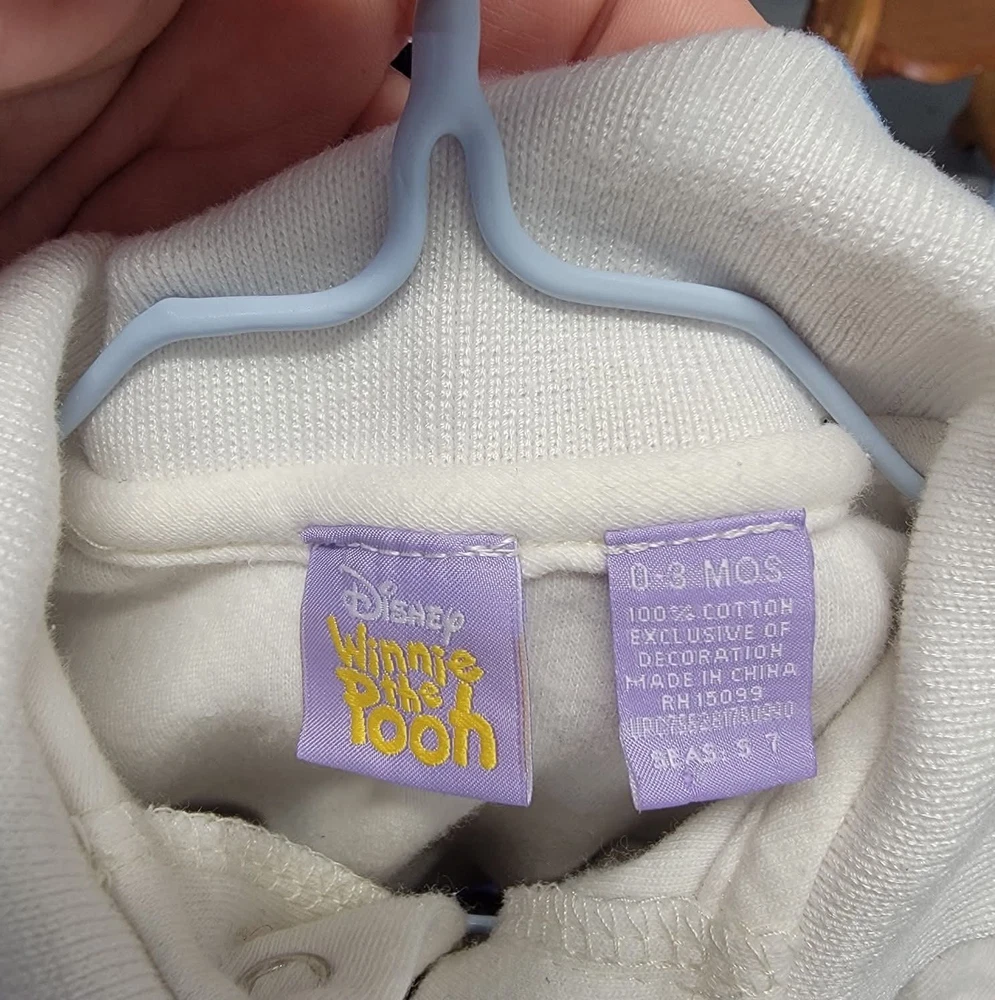 Disney
Winnie
the
Pooh
0-3 MOS
100% COTTON
EXCLUSIVE OF
DECORATION
MADE IN CHINA
RH15099
SEAS: S 7